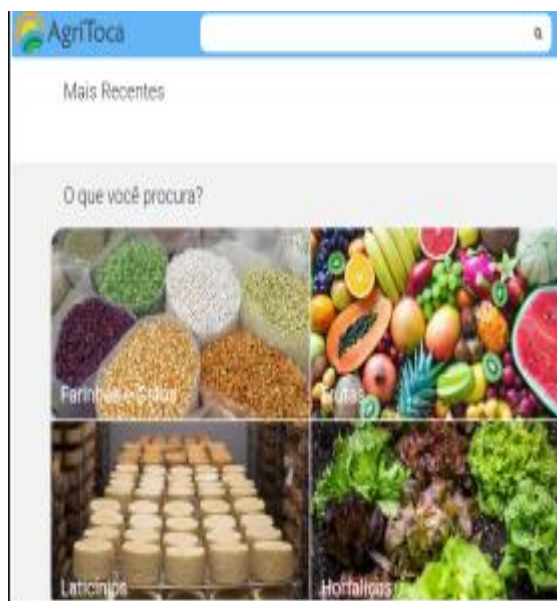 AgriToca
Mais Recentes
O que você procura?
Farinhas e Grãos
Frutas
Laticínios
Hortaliças